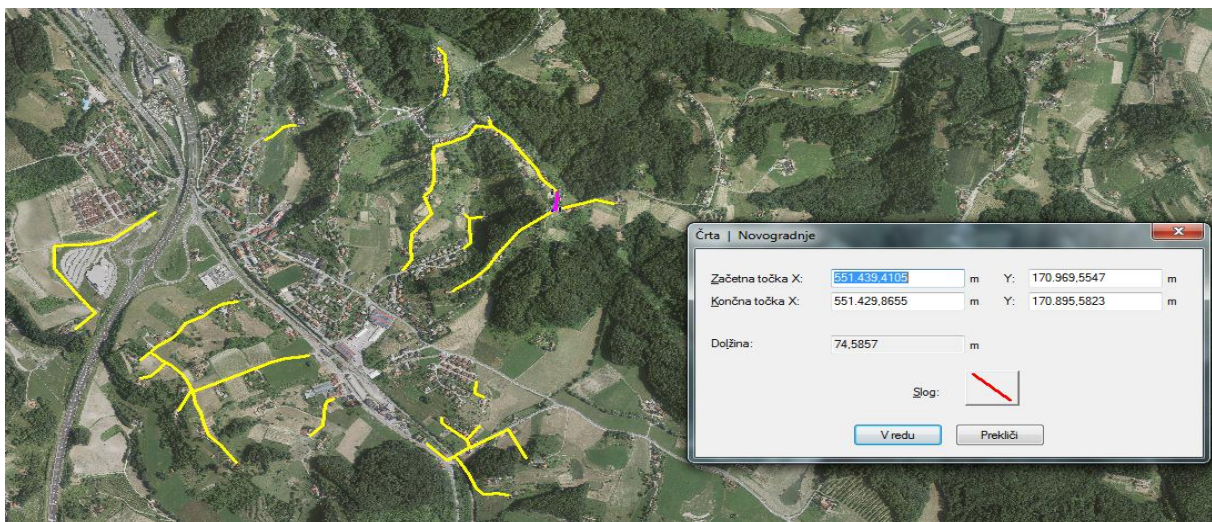 Črta | Novogradnje
Začetna točka X: 551.439,4105 m Y: 170.969,5547 m
Končna točka X: 551.429,8655 m Y: 170.895,5823 m
Dolžina: 74,5857 m
Slog:
V redu Prekliči